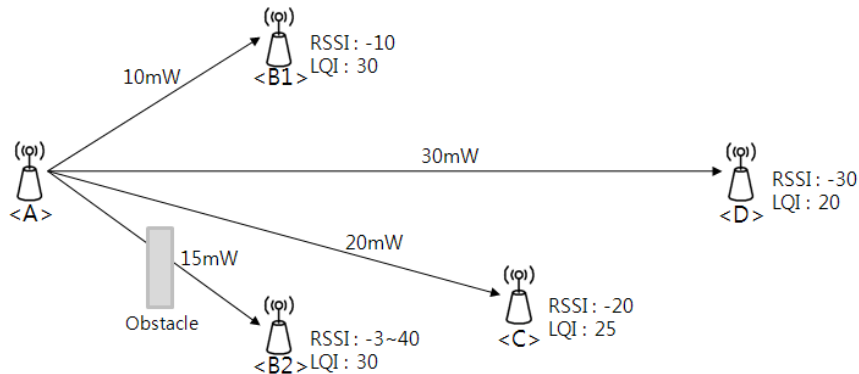 RSSI : -10
LQI : 30
<B1>
10mW
30mW
RSSI : -30
LQI : 20
<D>
<A>
20mW
15mW
RSSI : -20
LQI : 25
<C>
Obstacle
RSSI : -3~40
LQI : 30
<B2>